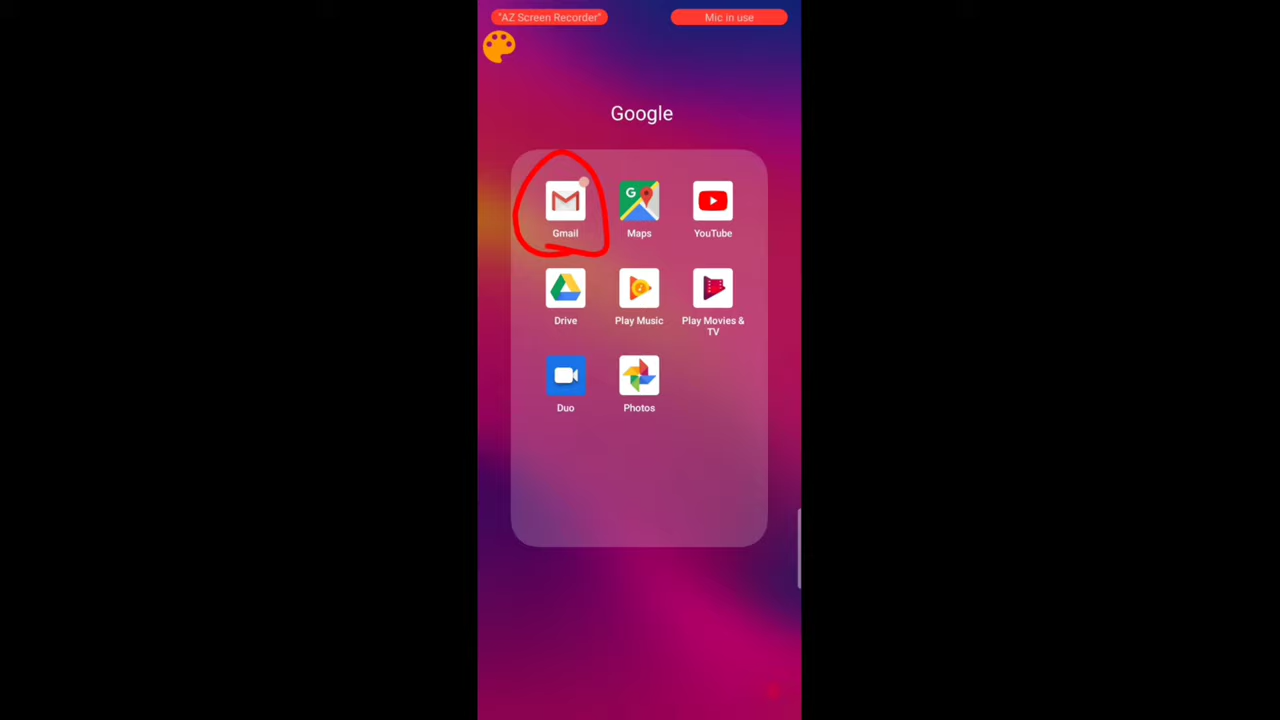 "AZ Screen Recorder"
Mic in use
Google
G
Gmail
Maps
YouTube
Drive
Play Music
Play Movies &
TV
Duo
Photos